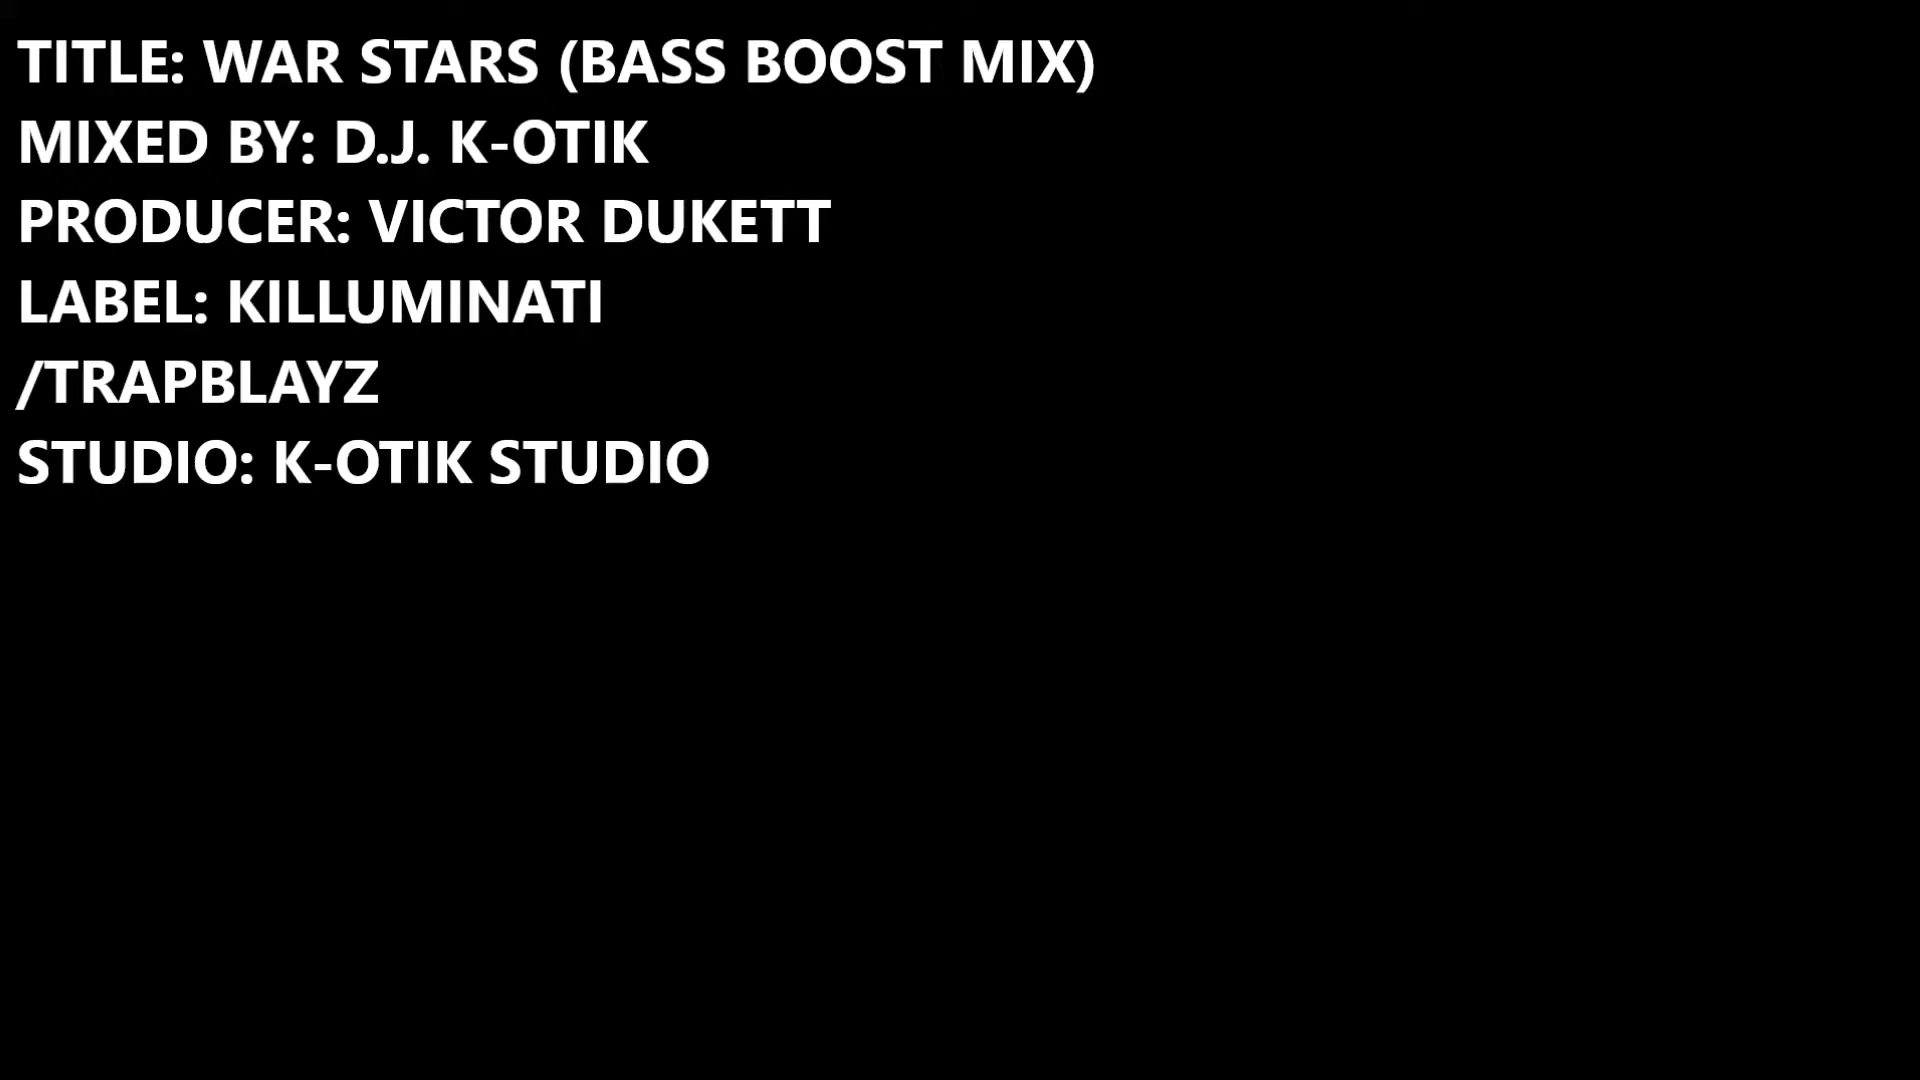 TITLE: WAR STARS (BASS BOOST MIX)
MIXED BY: D.J. K-OTIK
PRODUCER: VICTOR DUKETT
LABEL: KILLUMINATI
/TRAPBLAYZ
STUDIO: K-OTIK STUDIO